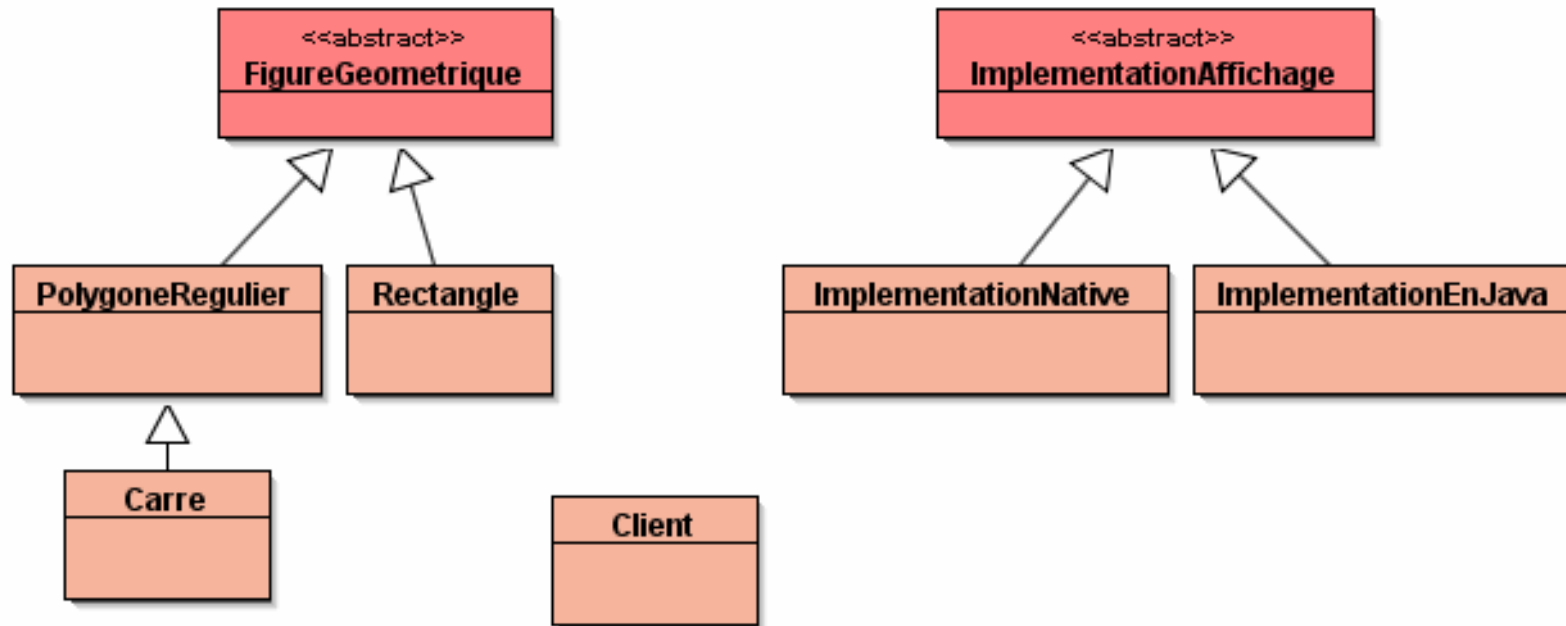 <<abstract>>
FigureGeometrique
<<abstract>>
ImplementationAffichage
PolygoneRegulier
Rectangle
ImplementationNative
ImplementationEnJava
Carre
Client